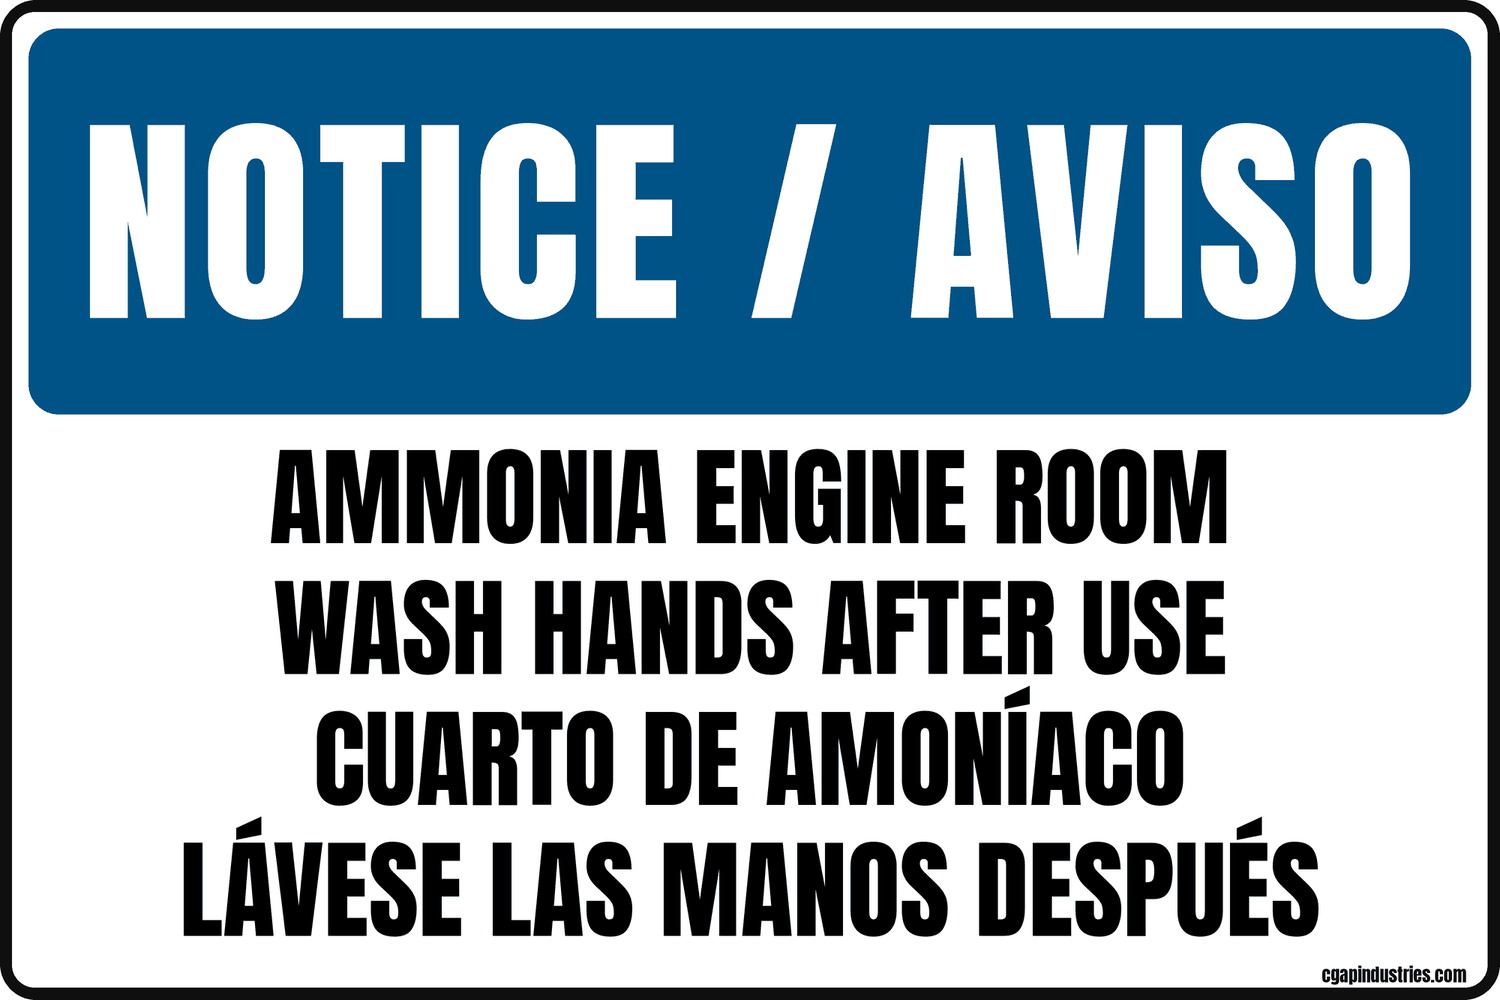 NOTICE / AVISO
AMMONIA ENGINE ROOM
WASH HANDS AFTER USE
CUARTO DE AMONÍACO
LÁVESE LAS MANOS DESPUÉS
cgapindustries.com